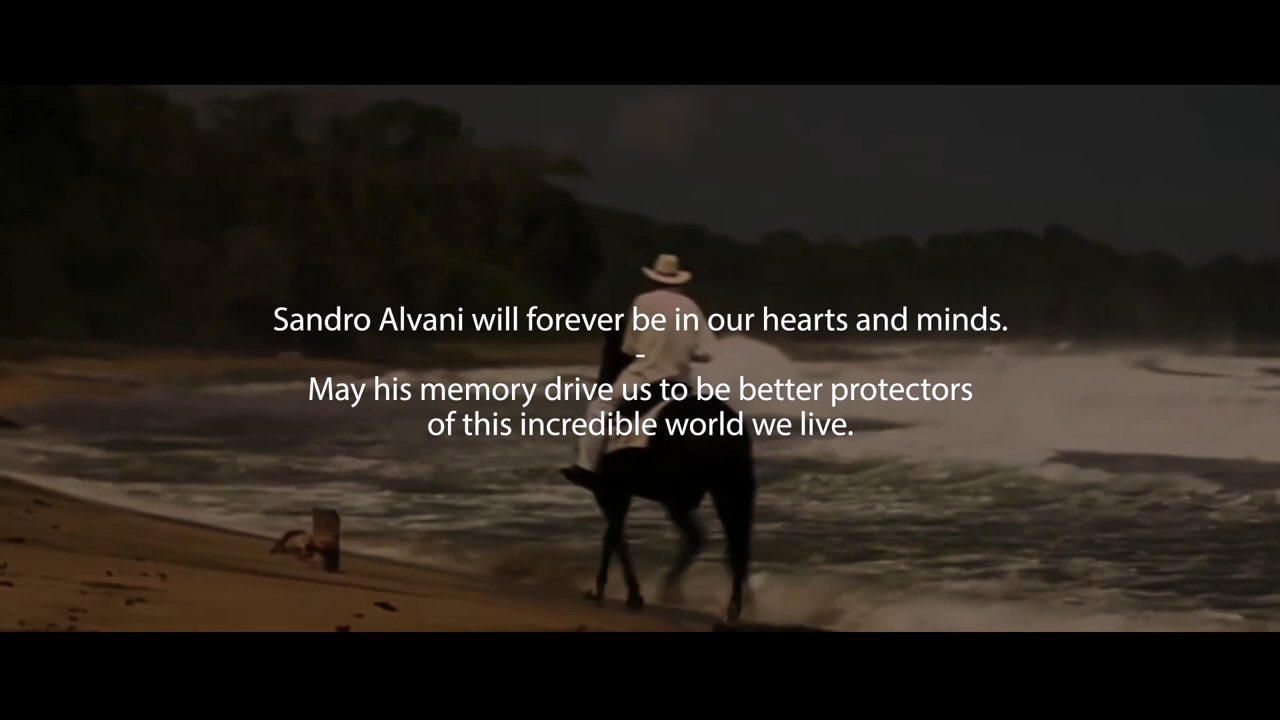 Sandro Alvani will forever be in our hearts and minds.
-
May his memory drive us to be better protectors
of this incredible world we live.